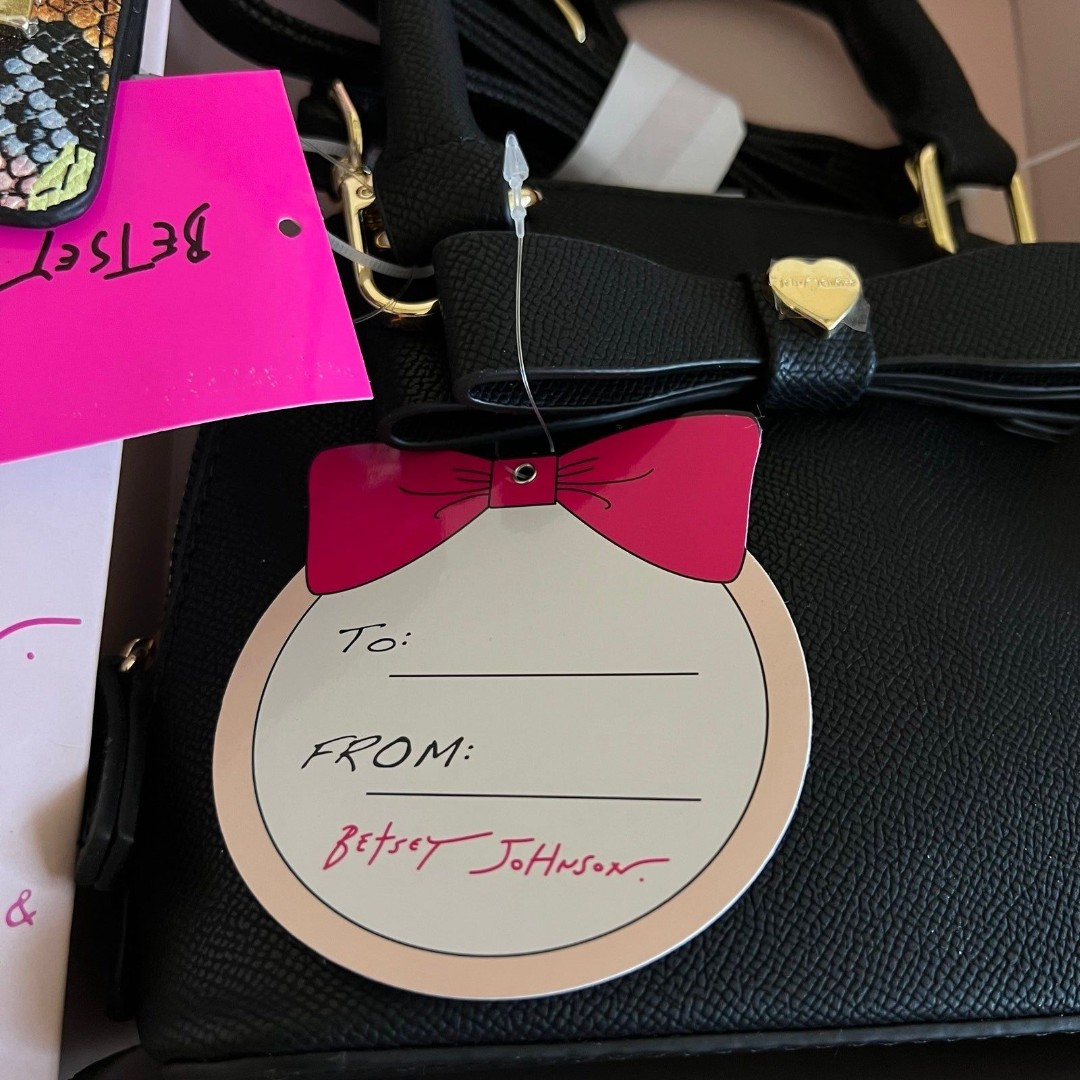 BETSEY
To:
FROM:
BETSEY JOHNSON.
&